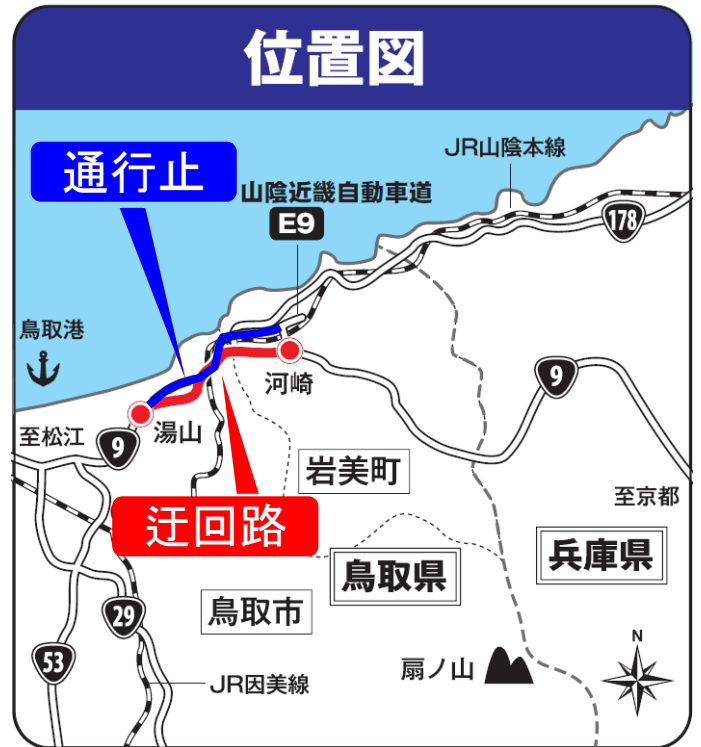 位置図
JR山陰本線
通行止
山陰近畿自動車道
E9
178
鳥取港
河崎
9
至松江
9
湯山
岩美町
至京都
迂回路
兵庫県
鳥取県
29
鳥取市
N
53
扇ノ山
JR因美線